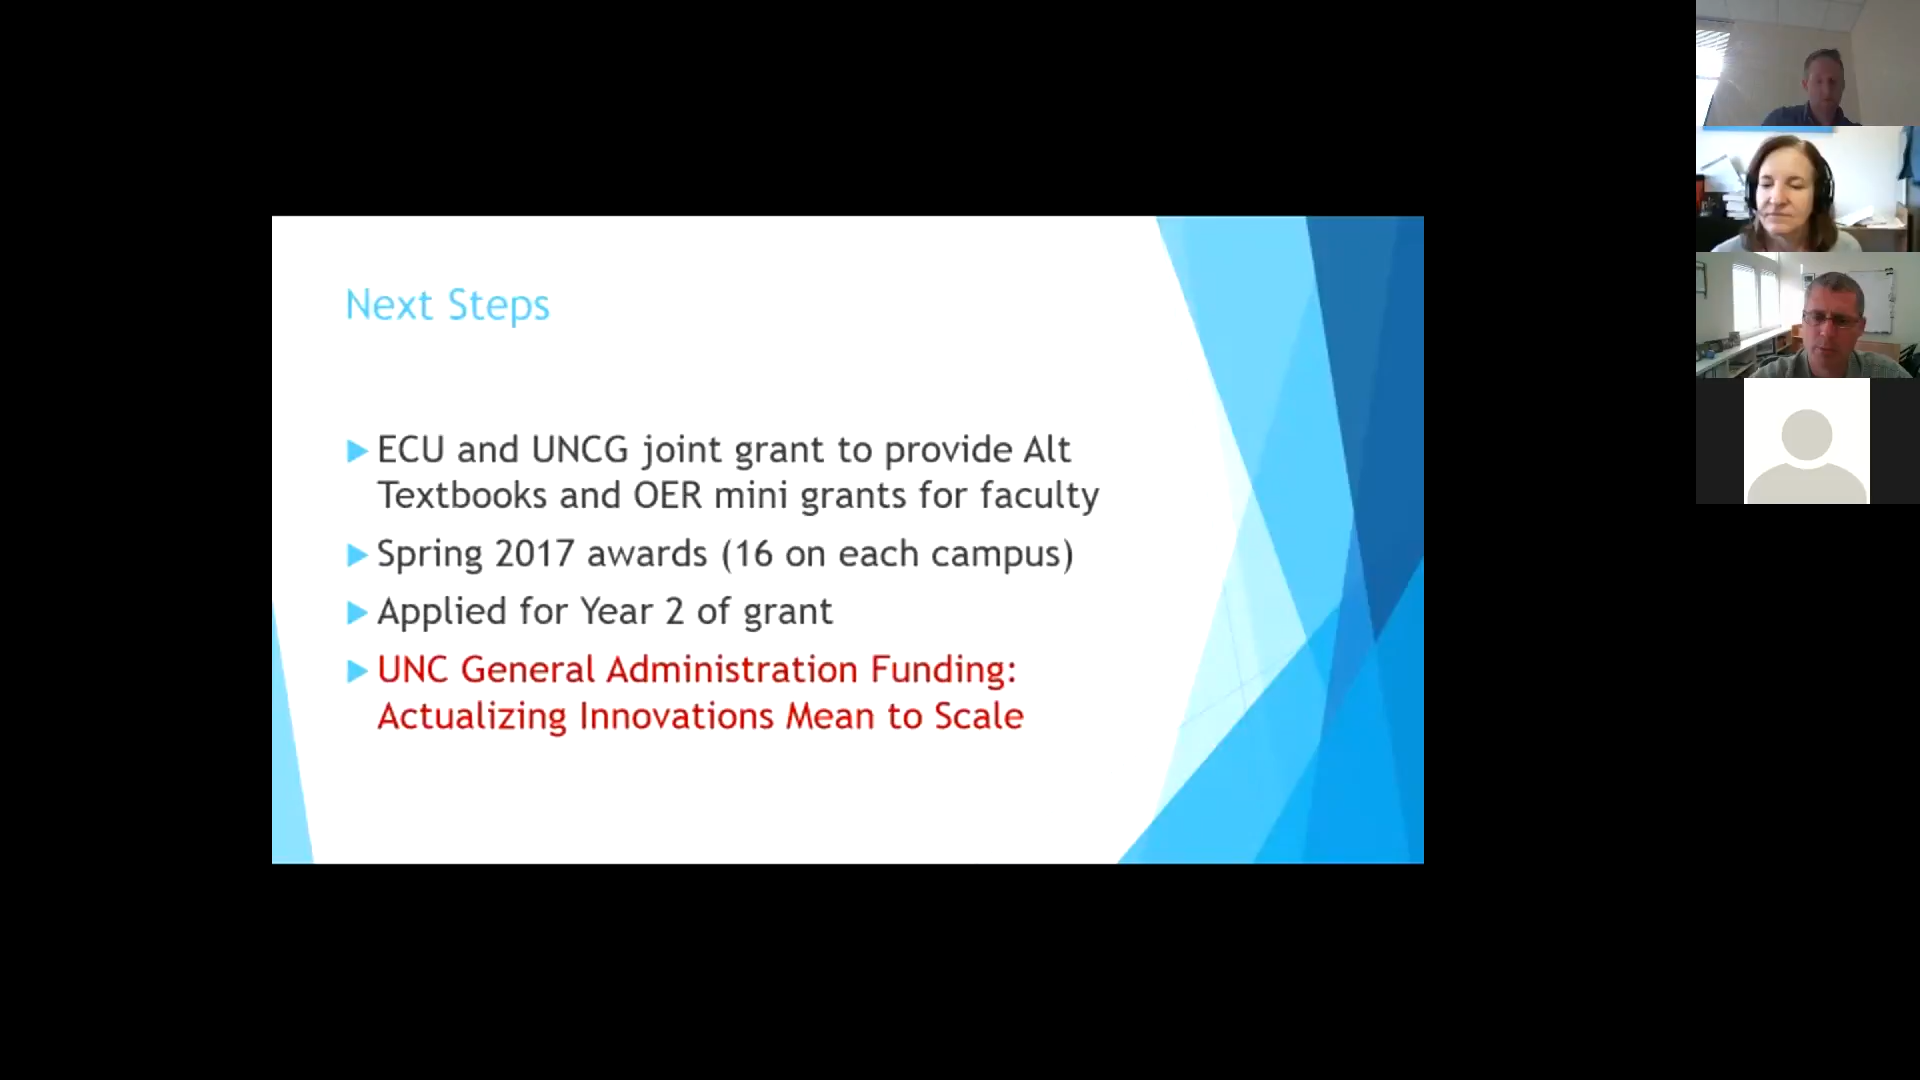 Next Steps
ECU and UNCG joint grant to provide Alt
Textbooks and OER mini grants for faculty
Spring 2017 awards (16 on each campus)
Applied for Year 2 of grant
UNC General Administration Funding:
Actualizing Innovations Mean to Scale